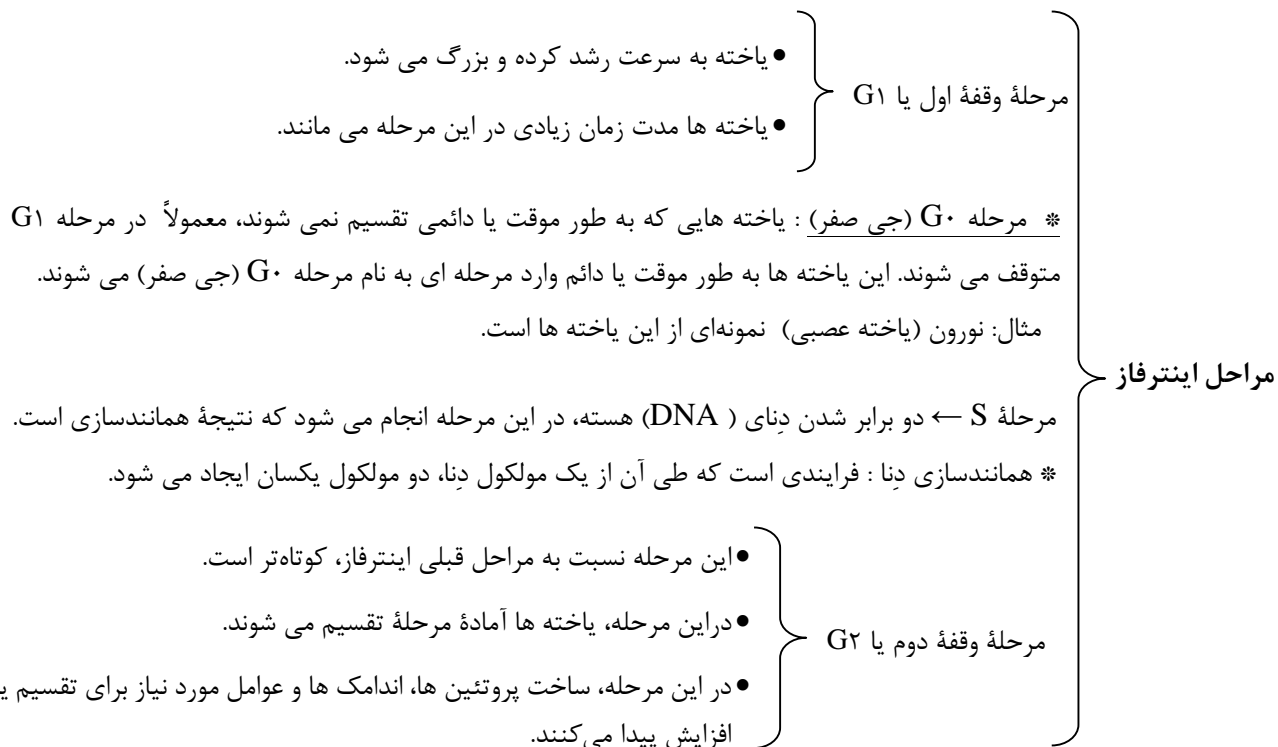 مراحل اینترفاز
مرحلهٔ وقفهٔ اول یا G۱
●یاخته به سرعت رشد کرده و بزرگ می شود.
●یاخته ها مدت زمان زیادی در این مرحله می مانند.
* مرحله G۰ (جی صفر) : یاخته هایی که به طور موقت یا دائمی تقسیم نمی شوند، معمولاً در مرحله G۱
متوقف می شوند. این یاخته ها به طور موقت یا دائم وارد مرحله ای به نام مرحله G۰ (جی صفر) می شوند.
مثال: نورون (یاخته عصبی) نمونه‌ای از این یاخته ها است.
مرحلهٔ S ← دو برابر شدن دِنای ( DNA) هسته، در این مرحله انجام می شود که نتیجهٔ همانندسازی است.
* همانندسازی دِنا : فرایندی است که طی آن از یک مولکول دِنا، دو مولکول یکسان ایجاد می شود.
مرحلهٔ وقفهٔ دوم یا G۲
●این مرحله نسبت به مراحل قبلی اینترفاز، کوتاه‌تر است.
●دراین مرحله، یاخته ها آمادهٔ مرحلهٔ تقسیم می شوند.
●در این مرحله، ساخت پروتئین ها، اندامک ها و عوامل مورد نیاز برای تقسیم
افزایش پیدا می‌کنند.